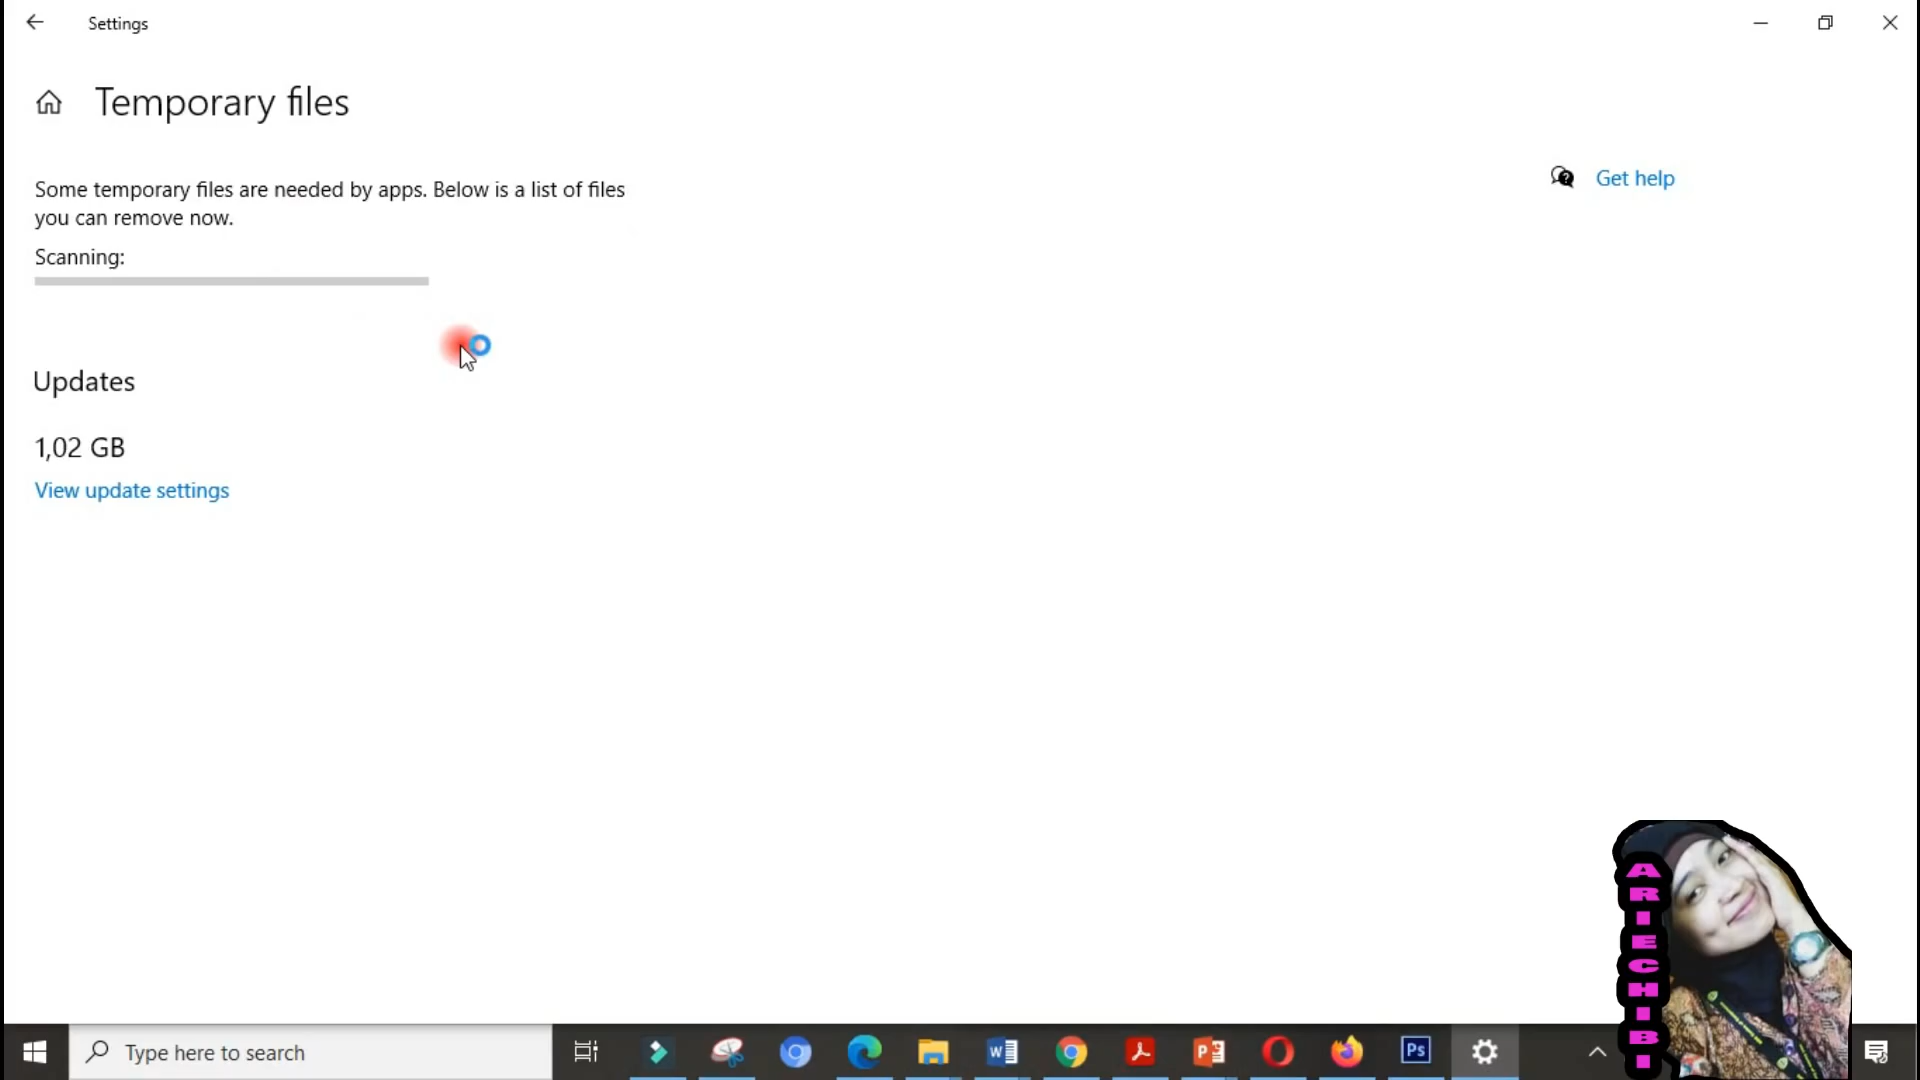 Settings
Temporary files
Some temporary files are needed by apps. Below is a list of files
you can remove now.
Get help
Scanning:
Updates
1,02 GB
View update settings
ARIECHIBI
Type here to search
W
P
Ps